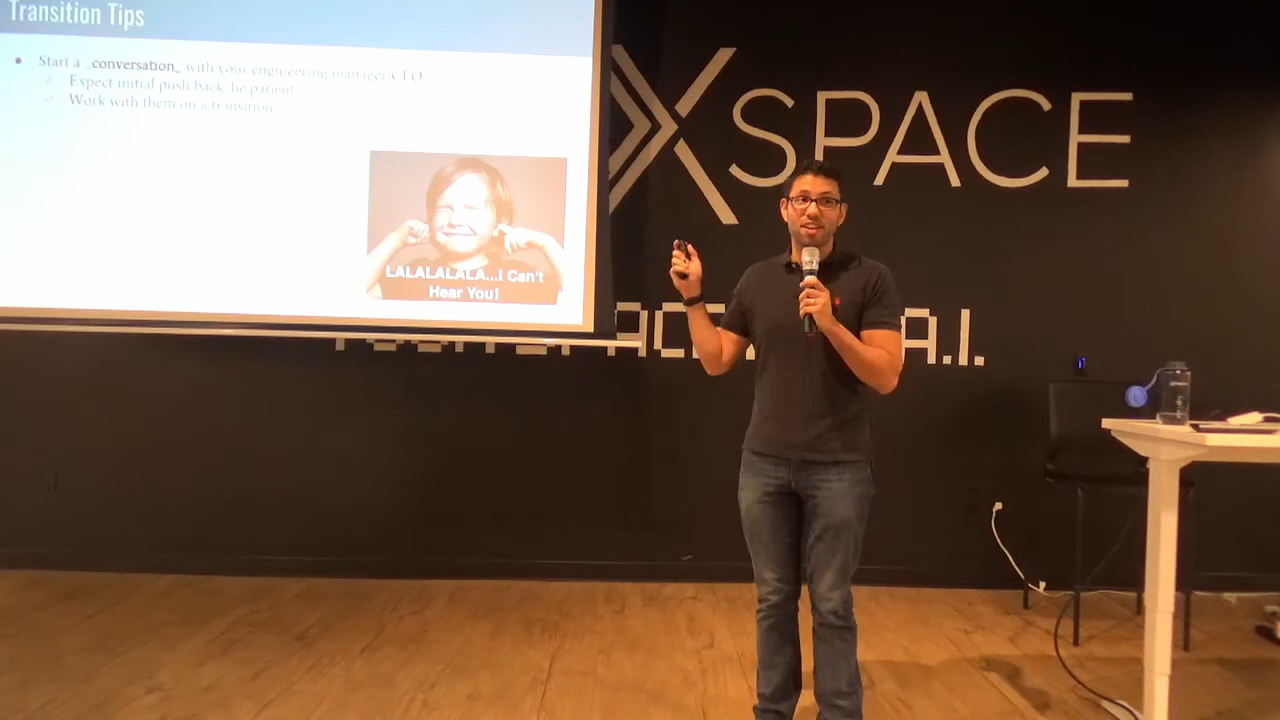 Transition Tips
Start a _conversation_ with your engineering manager/CEO
Expect initial push back, be patient
Work with them on a transition
LALALALALA...I Can't
Hear You!
XSPACE
A.I.